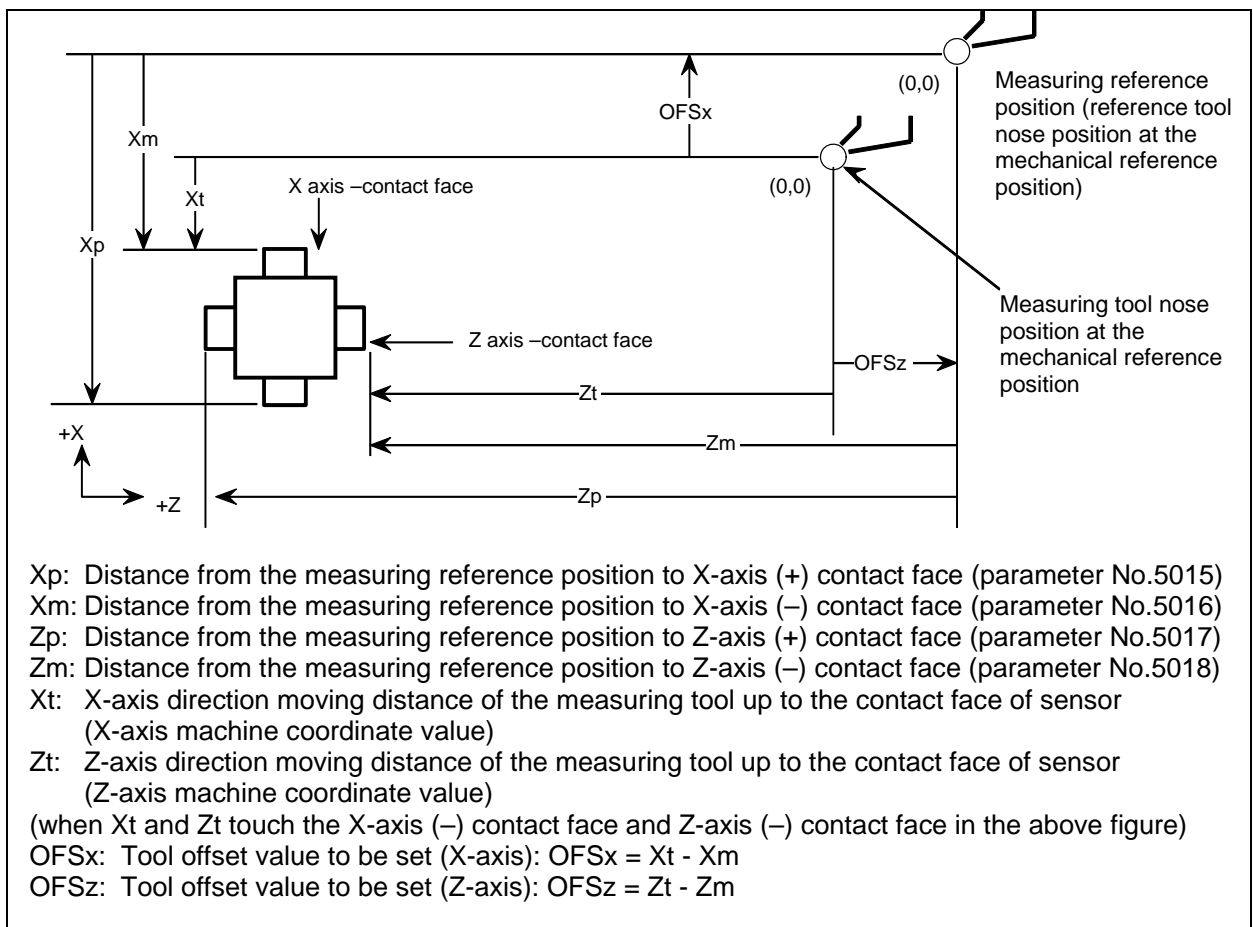 (0,0)
Measuring reference
position (reference tool
nose position at the
mechanical reference
position)
OFSx
Xm
(0,0)
X axis –contact face
Xt
Xp
Measuring tool nose
position at the
mechanical reference
position
Z axis –contact face
OFSz
Zt
+X
Zm
+Z
Zp
Xp: Distance from the measuring reference position to X-axis (+) contact face (parameter No.5015)
Xm: Distance from the measuring reference position to X-axis (–) contact face (parameter No.5016)
Zp: Distance from the measuring reference position to Z-axis (+) contact face (parameter No.5017)
Zm: Distance from the measuring reference position to Z-axis (–) contact face (parameter No.5018)
Xt: X-axis direction moving distance of the measuring tool up to the contact face of sensor
(X-axis machine coordinate value)
Zt: Z-axis direction moving distance of the measuring tool up to the contact face of sensor
(Z-axis machine coordinate value)
(when Xt and Zt touch the X-axis (–) contact face and Z-axis (–) contact face in the above figure)
OFSx: Tool offset value to be set (X-axis): OFSx = Xt - Xm
OFSz: Tool offset value to be set (Z-axis): OFSz = Zt - Zm